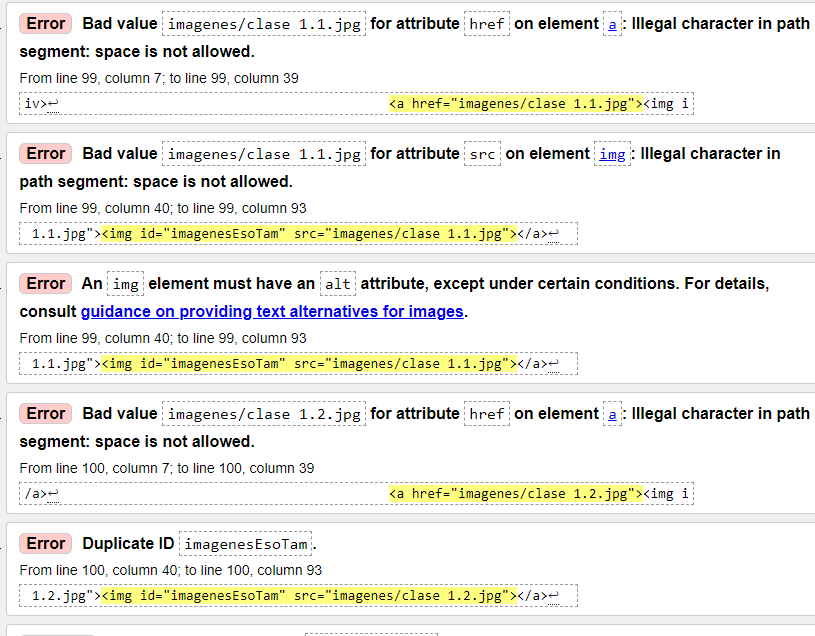 Error Bad value imagenes/clase 1.1.jpg for attribute href on element a: Illegal character in path
segment: space is not allowed.
From line 99, column 7; to line 99, column 39
iv>↩ <a href="imagenes/clase 1.1.jpg"><img i
Error Bad value imagenes/clase 1.1.jpg for attribute src on element img: Illegal character in
path segment: space is not allowed.
From line 99, column 40; to line 99, column 93
1.1.jpg"><img id="imagenesEsoTam" src="imagenes/clase 1.1.jpg"></a>↩
Error An img element must have an alt attribute, except under certain conditions. For details,
consult guidance on providing text alternatives for images.
From line 99, column 40; to line 99, column 93
1.1.jpg"><img id="imagenesEsoTam" src="imagenes/clase 1.1.jpg"></a>↩
Error Bad value imagenes/clase 1.2.jpg for attribute href on element a: Illegal character in path
segment: space is not allowed.
From line 100, column 7; to line 100, column 39
/a>↩ <a href="imagenes/clase 1.2.jpg"><img i
Error Duplicate ID imagenesEsoTam.
From line 100, column 40; to line 100, column 93
1.2.jpg"><img id="imagenesEsoTam" src="imagenes/clase 1.2.jpg"></a>↩